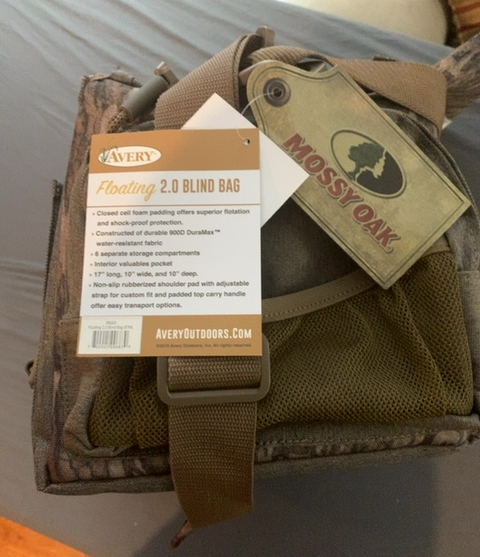 AVERY
Floating 2.0 BLIND BAG
• Closed cell foam padding offers superior flotation
and shock-proof protection.
• Constructed of durable 900D DuraMax™
water-resistant fabric
• 6 separate storage compartments
• Interior valuables pocket
• 17" long, 10" wide, and 10" deep.
• Non-slip rubberized shoulder pad with adjustable
strap for custom fit and padded top carry handle
offer easy transport options.
AVERYOUTDOORS.COM
MOSSY OAK